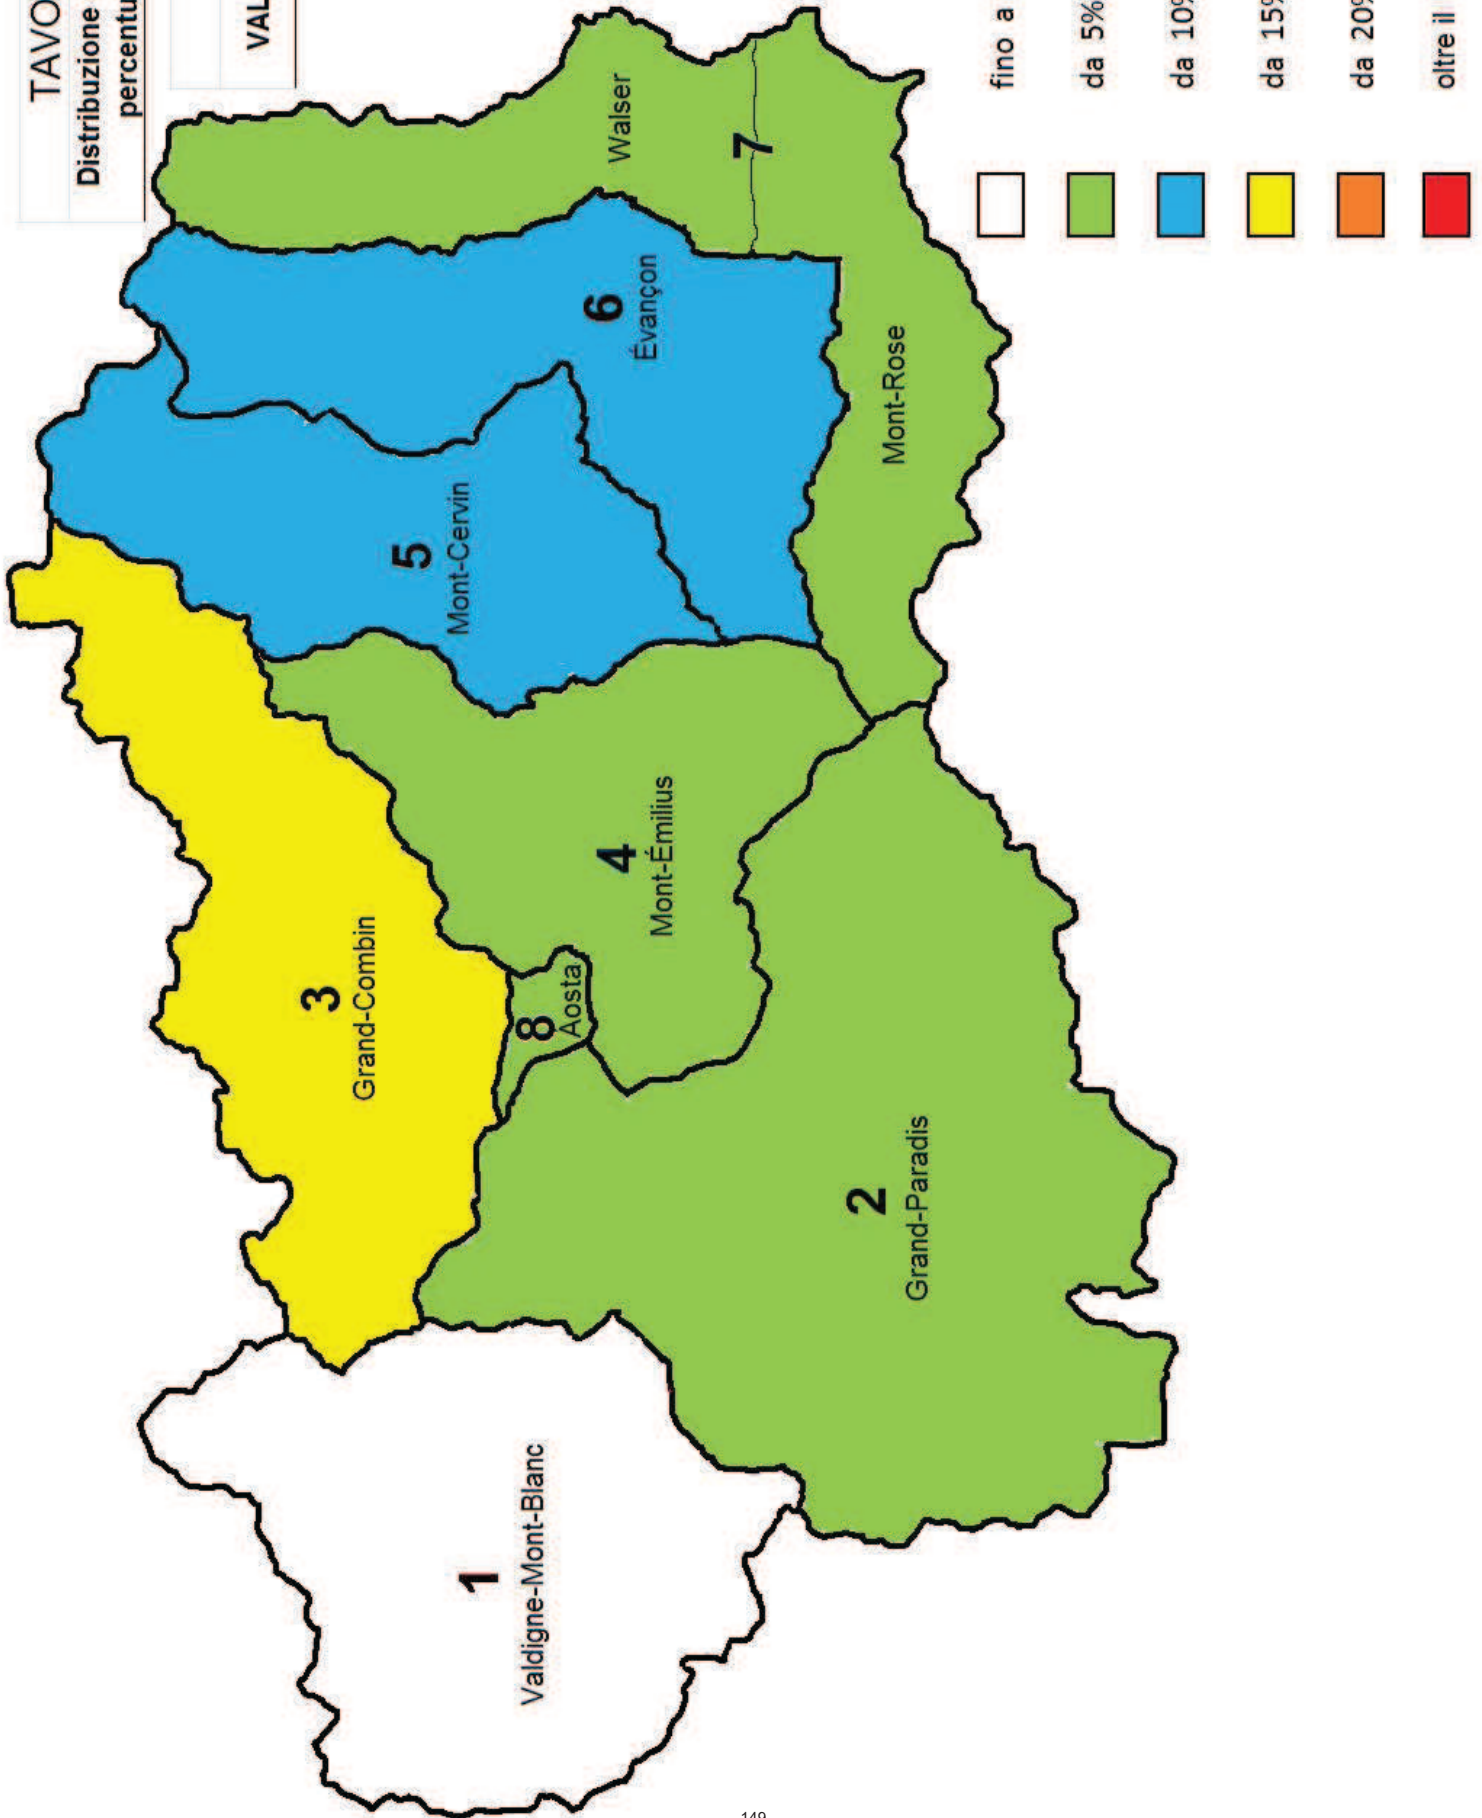 TAVO
Distribuzione
percentu
VAL
1
Valdigne-Mont-Blanc
2
Grand-Paradis
3
Grand-Combin
4
Mont-Émilius
5
Mont-Cervin
6
Évançon
7
Walser
Mont-Rose
8
Aosta
fino a
da 5%
da 10%
da 15%
da 20%
oltre il
149